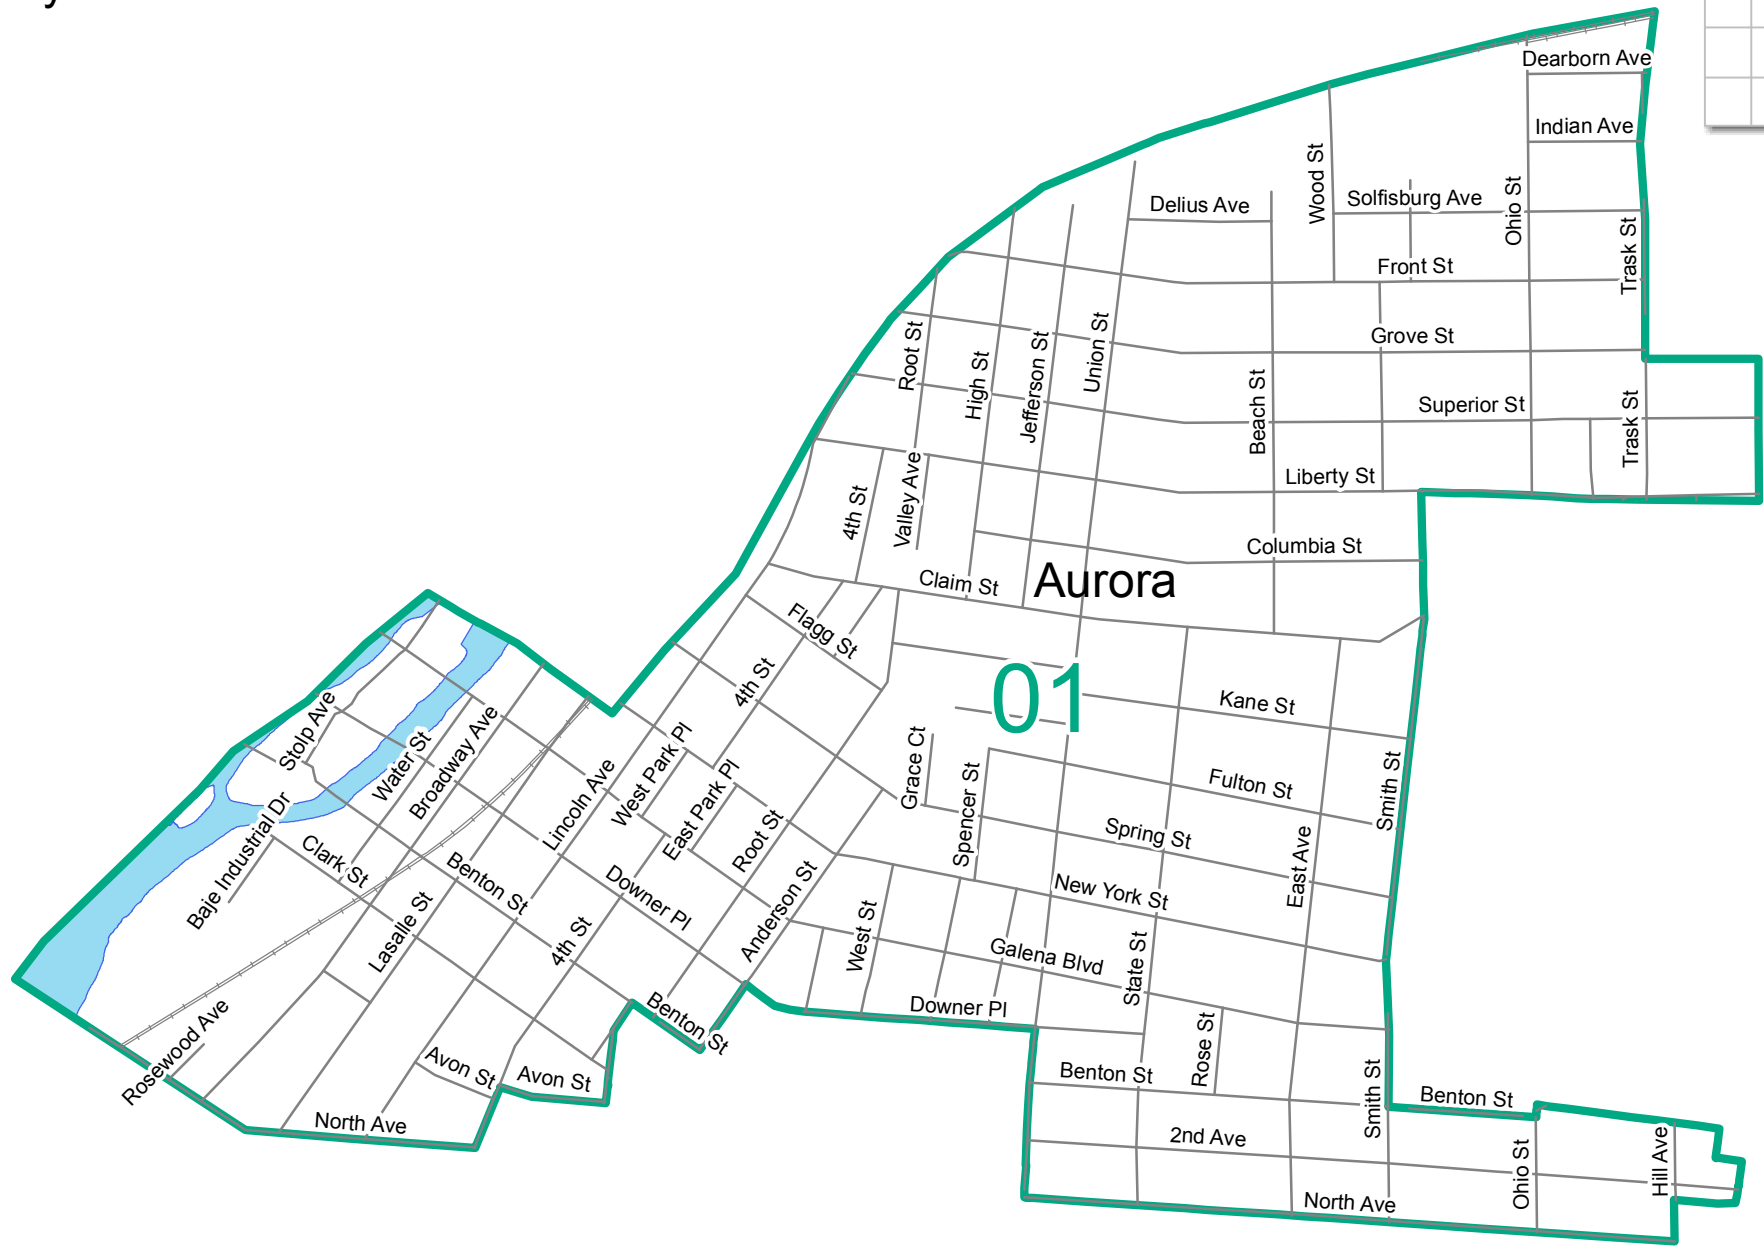 y
Dearborn Ave
Indian Ave
Wood St
Solfisburg Ave
Ohio St
Delius Ave
Trask St
Front St
Grove St
Root St
High St
Jefferson St
Union St
Beach St
Superior St
Trask St
Liberty St
4th St
Valley Ave
Columbia St
Claim St
Aurora
Flagg St
01
4th St
Kane St
Stolp Ave
Water St
Broadway Ave
West Park Pl
Grace Ct
Spencer St
Fulton St
Smith St
Lincoln Ave
East Park Pl
Root St
Spring St
East Ave
Baje Industrial Dr
Clark St
Benton St
Downer Pl
Anderson St
New York St
Lasalle St
4th St
West St
Galena Blvd
State St
Downer Pl
Benton St
Rosewood Ave
Avon St
Avon St
Rose St
Benton St
Smith St
Benton St
North Ave
2nd Ave
Ohio St
Hill Ave
North Ave